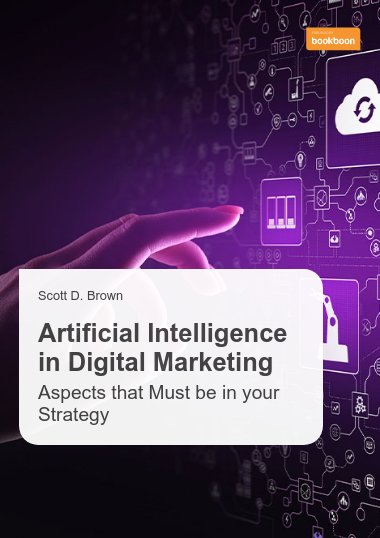 bookboon
Scott D. Brown
Artificial Intelligence
in Digital Marketing
Aspects that Must be in your
Strategy